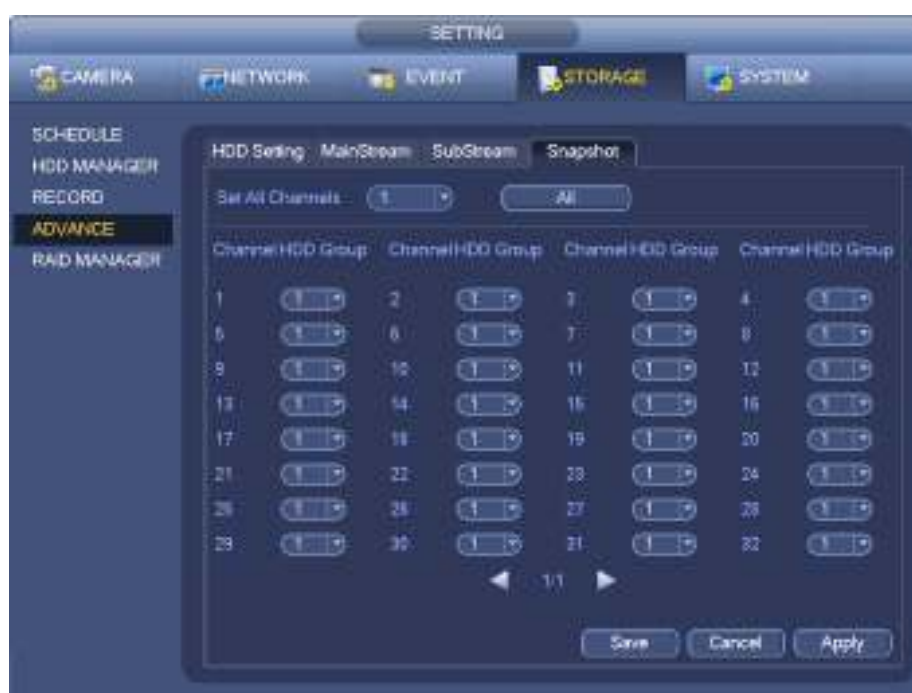 SETTING
CAMERA NETWORK EVENT STORAGE SYSTEM
SCHEDULE
HDD MANAGER
RECORD
ADVANCE
RAID MANAGER
HDD Setting MainStream SubStream Snapshot
Set All Channels 1 All
Channel HDD Group Channel HDD Group Channel HDD Group Channel HDD Group
1 1 2 1 3 1 4 1
5 1 6 1 7 1 8 1
9 1 10 1 11 1 12 1
13 1 14 1 15 1 16 1
17 1 18 1 19 1 20 1
21 1 22 1 23 1 24 1
25 1 26 1 27 1 28 1
29 1 30 1 31 1 32 1
1/1
Save Cancel Apply